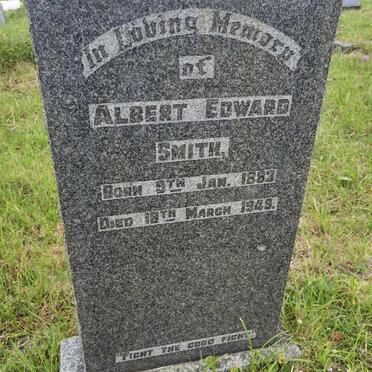 In Loving Memory
of
ALBERT EDWARD
SMITH,
BORN 9TH JAN. 1883
DIED 18TH MARCH 1949.
"FIGHT THE GOOD FIGHT"